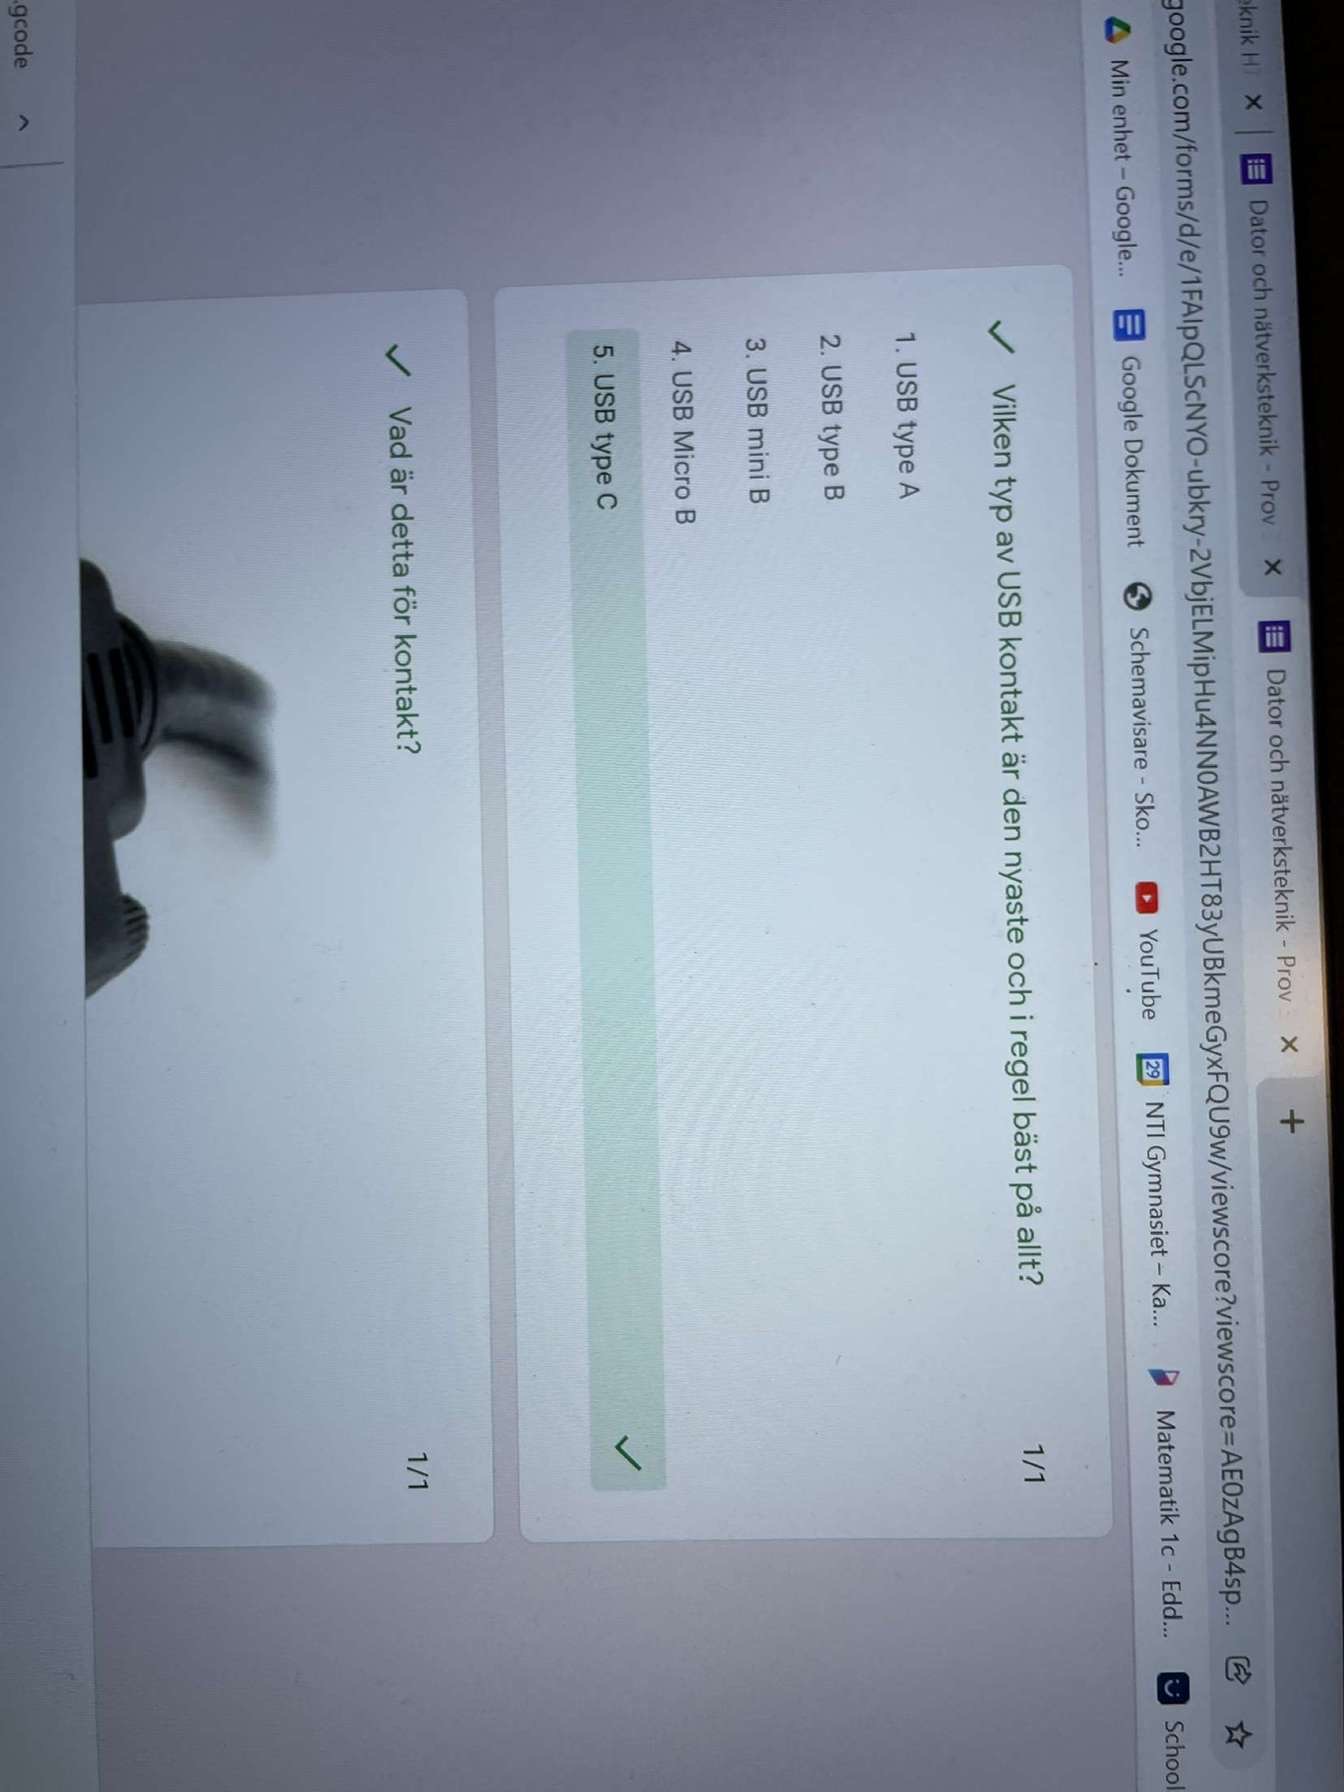 eknik HT
Dator och nätverksteknik - Prov
Dator och nätverksteknik - Prov
google.com/forms/d/e/1FAIpQLScNYO-ubkry-2VbjELMipHu4NN0AWB2HT83yUBkmeGyxFQU9w/viewscore?viewscore=AE0zAgB4sp...
Min enhet – Google...
Google Dokument
Schemavisare - Sko...
YouTube
29
NTI Gymnasiet – Ka...
Matematik 1c - Edd...
School
Vilken typ av USB kontakt är den nyaste och i regel bäst på allt?
1/1
1. USB type A
2. USB type B
3. USB mini B
4. USB Micro B
5. USB type C
Vad är detta för kontakt?
1/1
.gcode